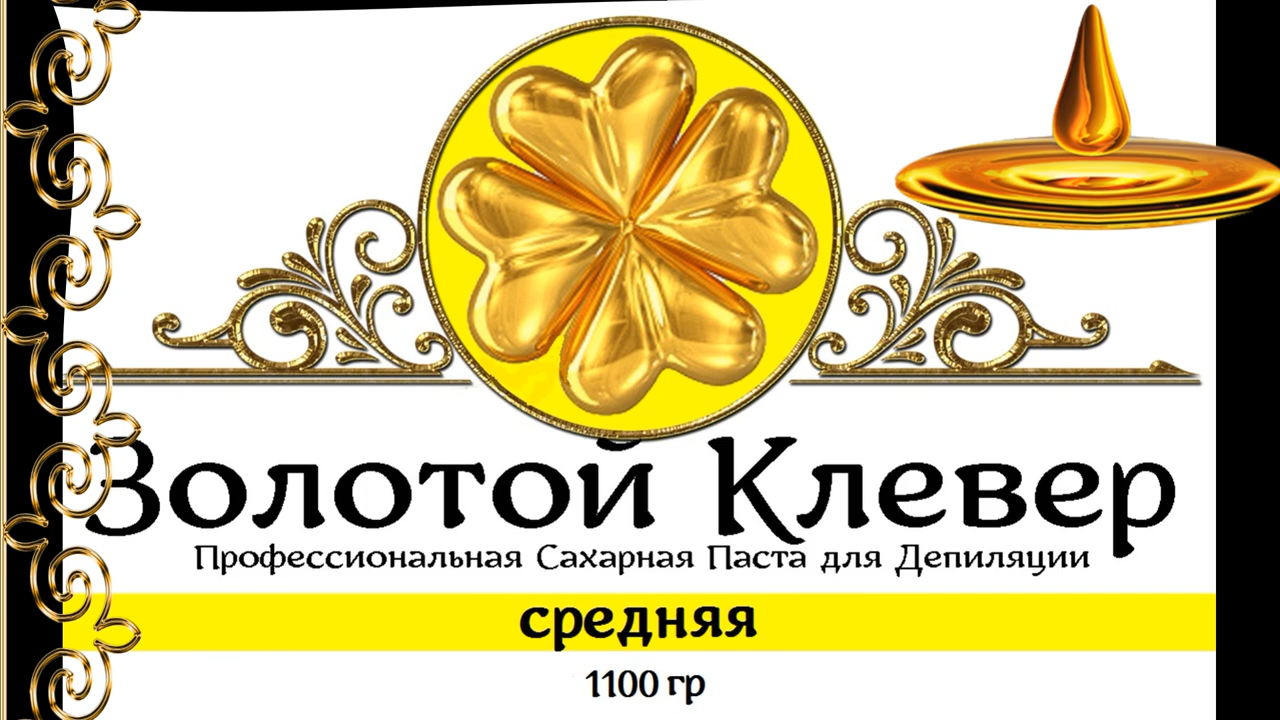 Золотой Клевер
Профессиональная Сахарная Паста для Депиляции
средняя
1100 гр